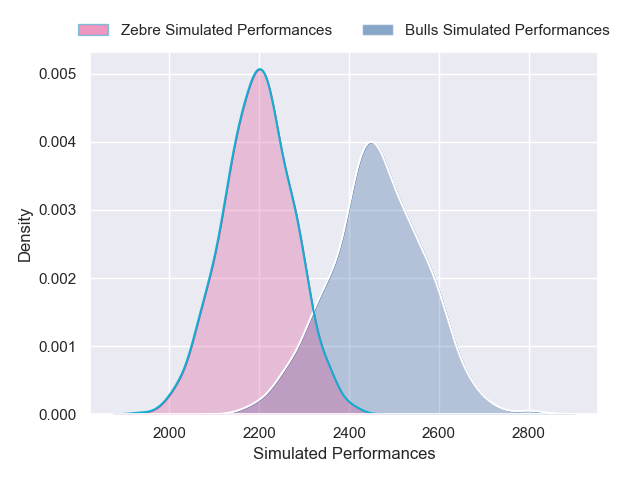 Zebre Simulated Performances Bulls Simulated Performances
0.005
0.004
0.003
0.002
0.001
0.000
Density
2000 2200 2400 2600 2800
Simulated Performances